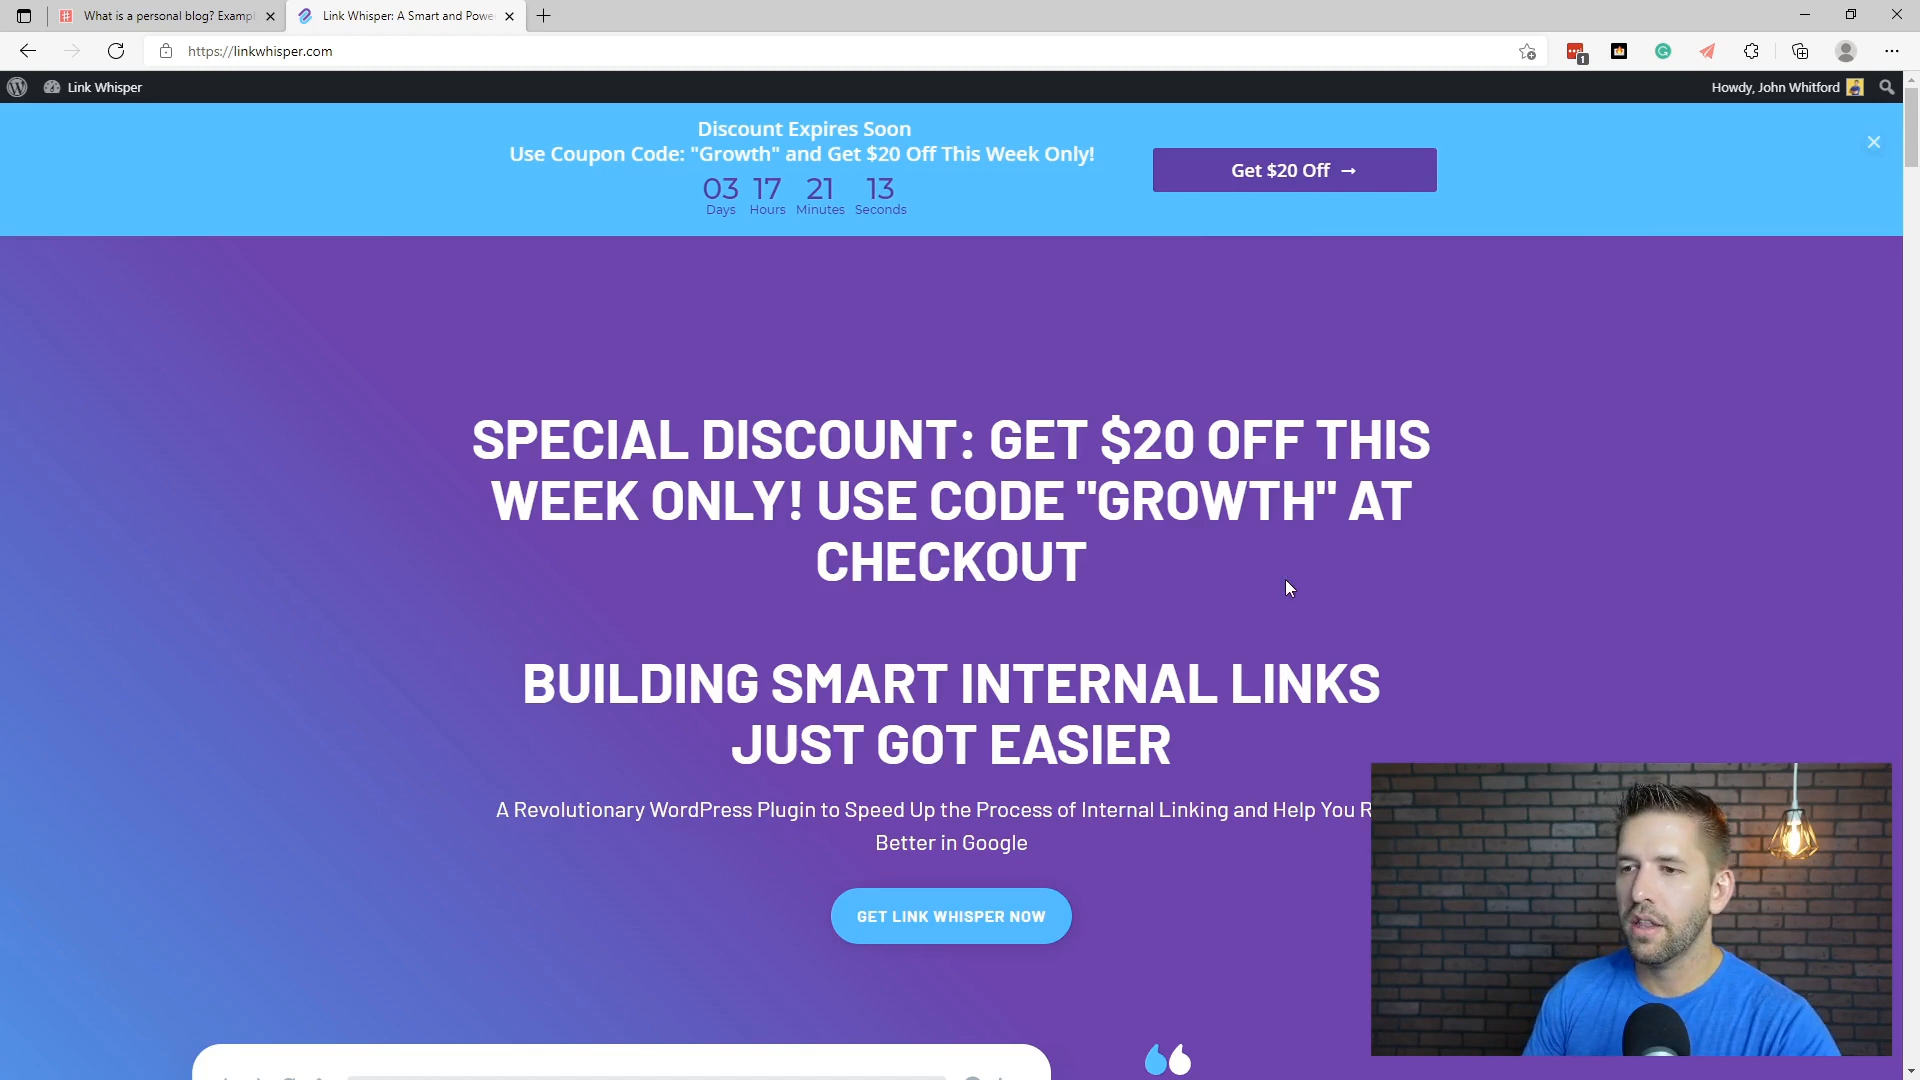 What is a personal blog? Exampl
Link Whisper: A Smart and Powe
https://linkwhisper.com
1
Link Whisper
Howdy, John Whitford
Discount Expires Soon
Use Coupon Code: "Growth" and Get $20 Off This Week Only!
03 17 21 13
Days Hours Minutes Seconds
Get $20 Off →
SPECIAL DISCOUNT: GET $20 OFF THIS
WEEK ONLY! USE CODE "GROWTH" AT
CHECKOUT
BUILDING SMART INTERNAL LINKS
JUST GOT EASIER
A Revolutionary WordPress Plugin to Speed Up the Process of Internal Linking and Help You R
Better in Google
GET LINK WHISPER NOW